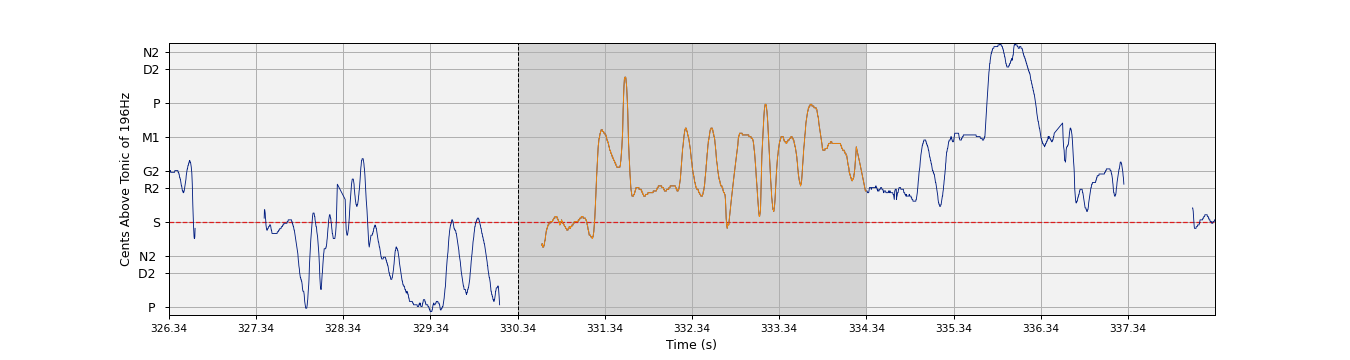 N2
D2
P
M1
G2
R2
S
N2
D2
P
Cents Above Tonic of 196Hz
326.34 327.34 328.34 329.34 330.34 331.34 332.34 333.34 334.34 335.34 336.34 337.34
Time (s)